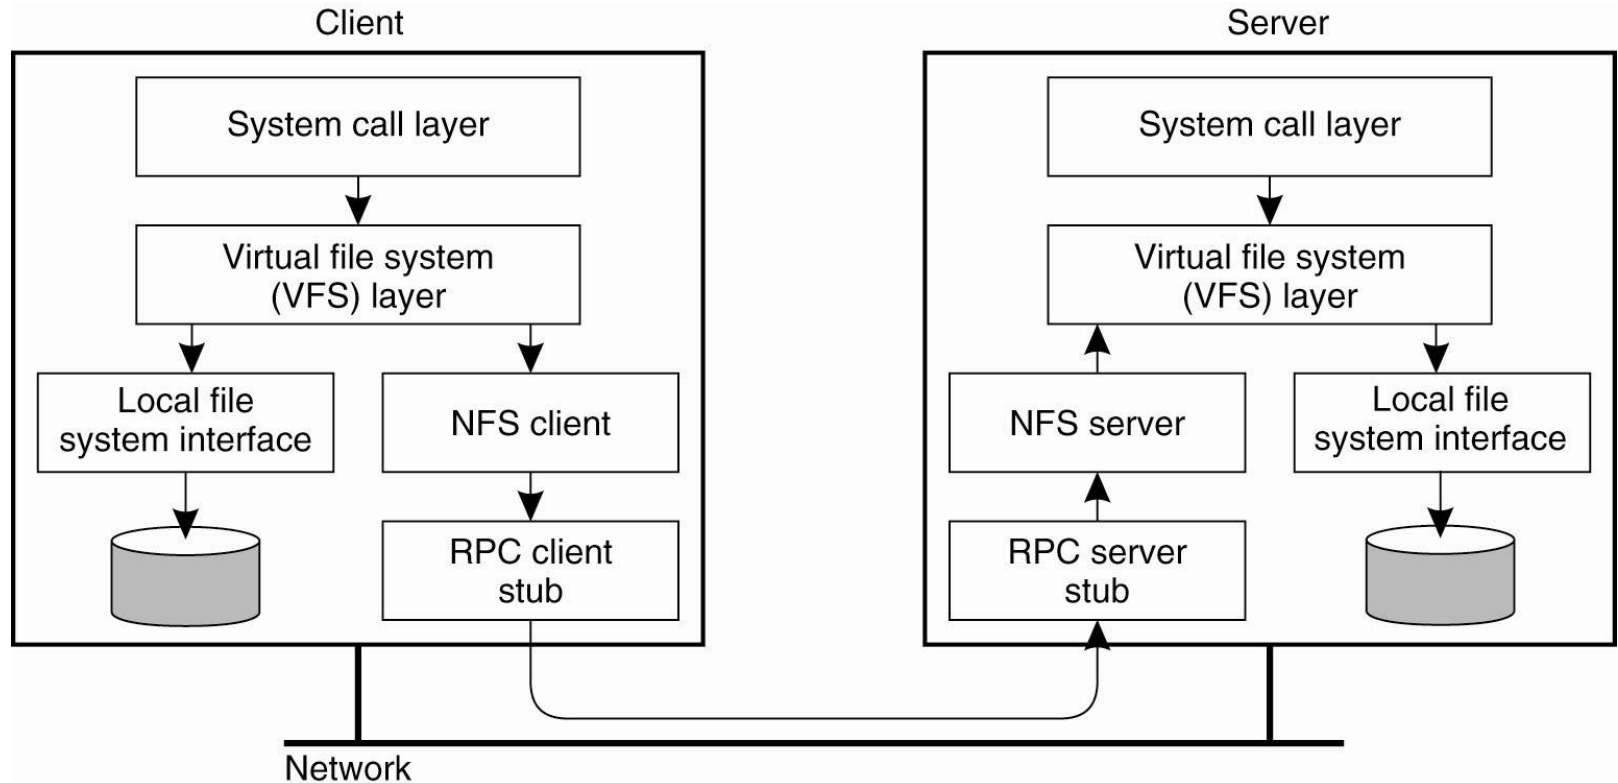 Client
Server
System call layer
System call layer
Virtual file system
(VFS) layer
Virtual file system
(VFS) layer
Local file
system interface
NFS client
NFS server
Local file
system interface
RPC client
stub
RPC server
stub
Network